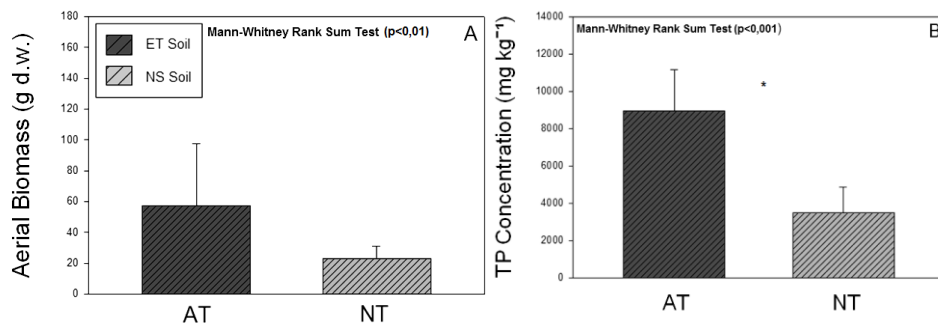 Mann-Whitney Rank Sum Test (p<0,01)
A
ET Soil
NS Soil
Aerial Biomass (g d.w.)
180
160
140
120
100
80
60
40
20
0
AT
NT
Mann-Whitney Rank Sum Test (p<0,001)
B
*
TP Concentration (mg kg⁻¹)
14000
12000
10000
8000
6000
4000
2000
0
AT
NT